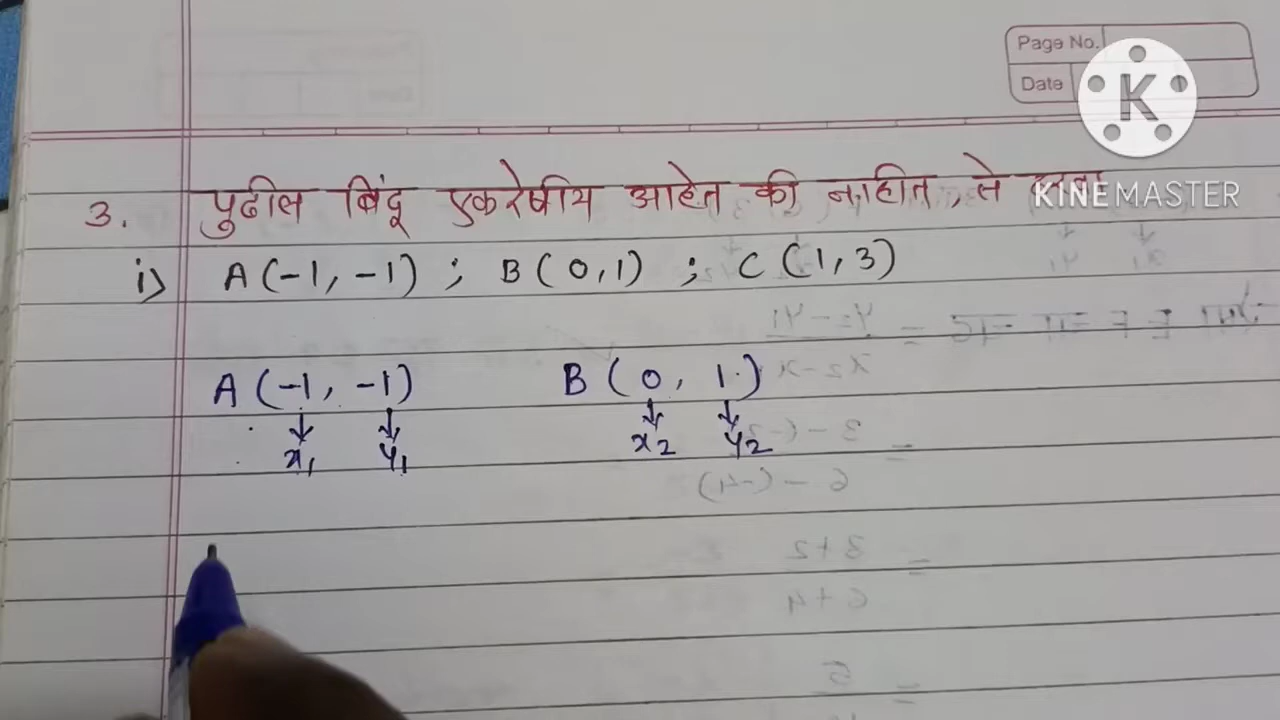 Page No.
Date
K
KINEMASTER
3. पुढील बिंदू एकरेषीय आहेत की नाहीत, ते
i) A(-1, -1) ; B(0,1) ; C(1,3)
A(-1, -1) B(0, 1)
↓ ↓ ↓ ↓
x₁ y₁ x₂ y₂